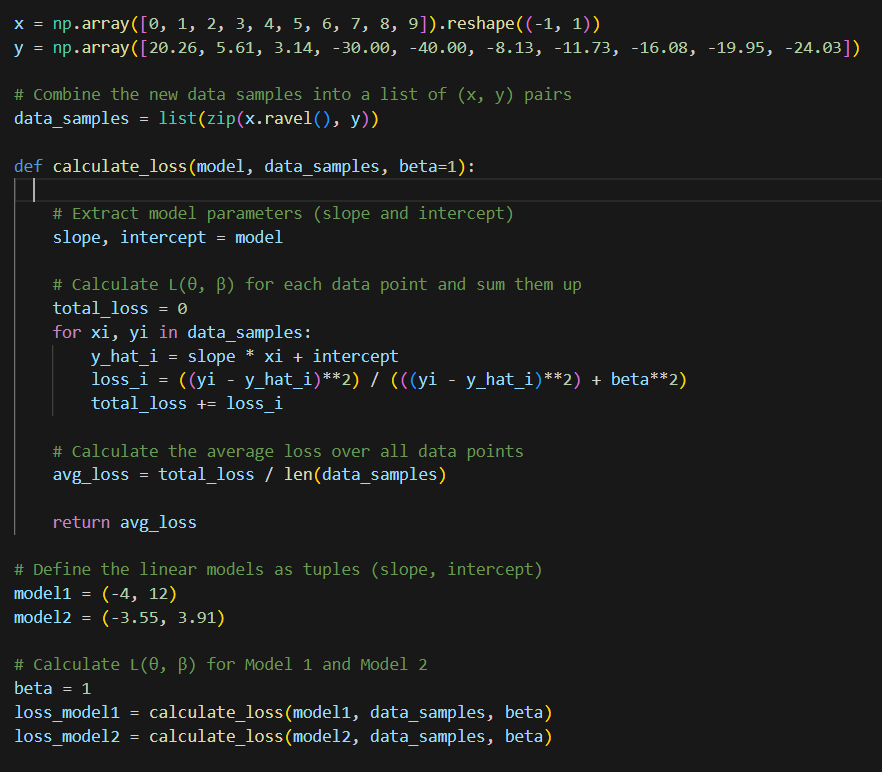 x = np.array([0, 1, 2, 3, 4, 5, 6, 7, 8, 9]).reshape((-1, 1))
y = np.array([20.26, 5.61, 3.14, -30.00, -40.00, -8.13, -11.73, -16.08, -19.95, -24.03])
# Combine the new data samples into a list of (x, y) pairs
data_samples = list(zip(x.ravel(), y))
def calculate_loss(model, data_samples, beta=1):
# Extract model parameters (slope and intercept)
slope, intercept = model
# Calculate L(θ, β) for each data point and sum them up
total_loss = 0
for xi, yi in data_samples:
y_hat_i = slope * xi + intercept
loss_i = ((yi - y_hat_i)**2) / (((yi - y_hat_i)**2) + beta**2)
total_loss += loss_i
# Calculate the average loss over all data points
avg_loss = total_loss / len(data_samples)
return avg_loss
# Define the linear models as tuples (slope, intercept)
model1 = (-4, 12)
model2 = (-3.55, 3.91)
# Calculate L(θ, β) for Model 1 and Model 2
beta = 1
loss_model1 = calculate_loss(model1, data_samples, beta)
loss_model2 = calculate_loss(model2, data_samples, beta)